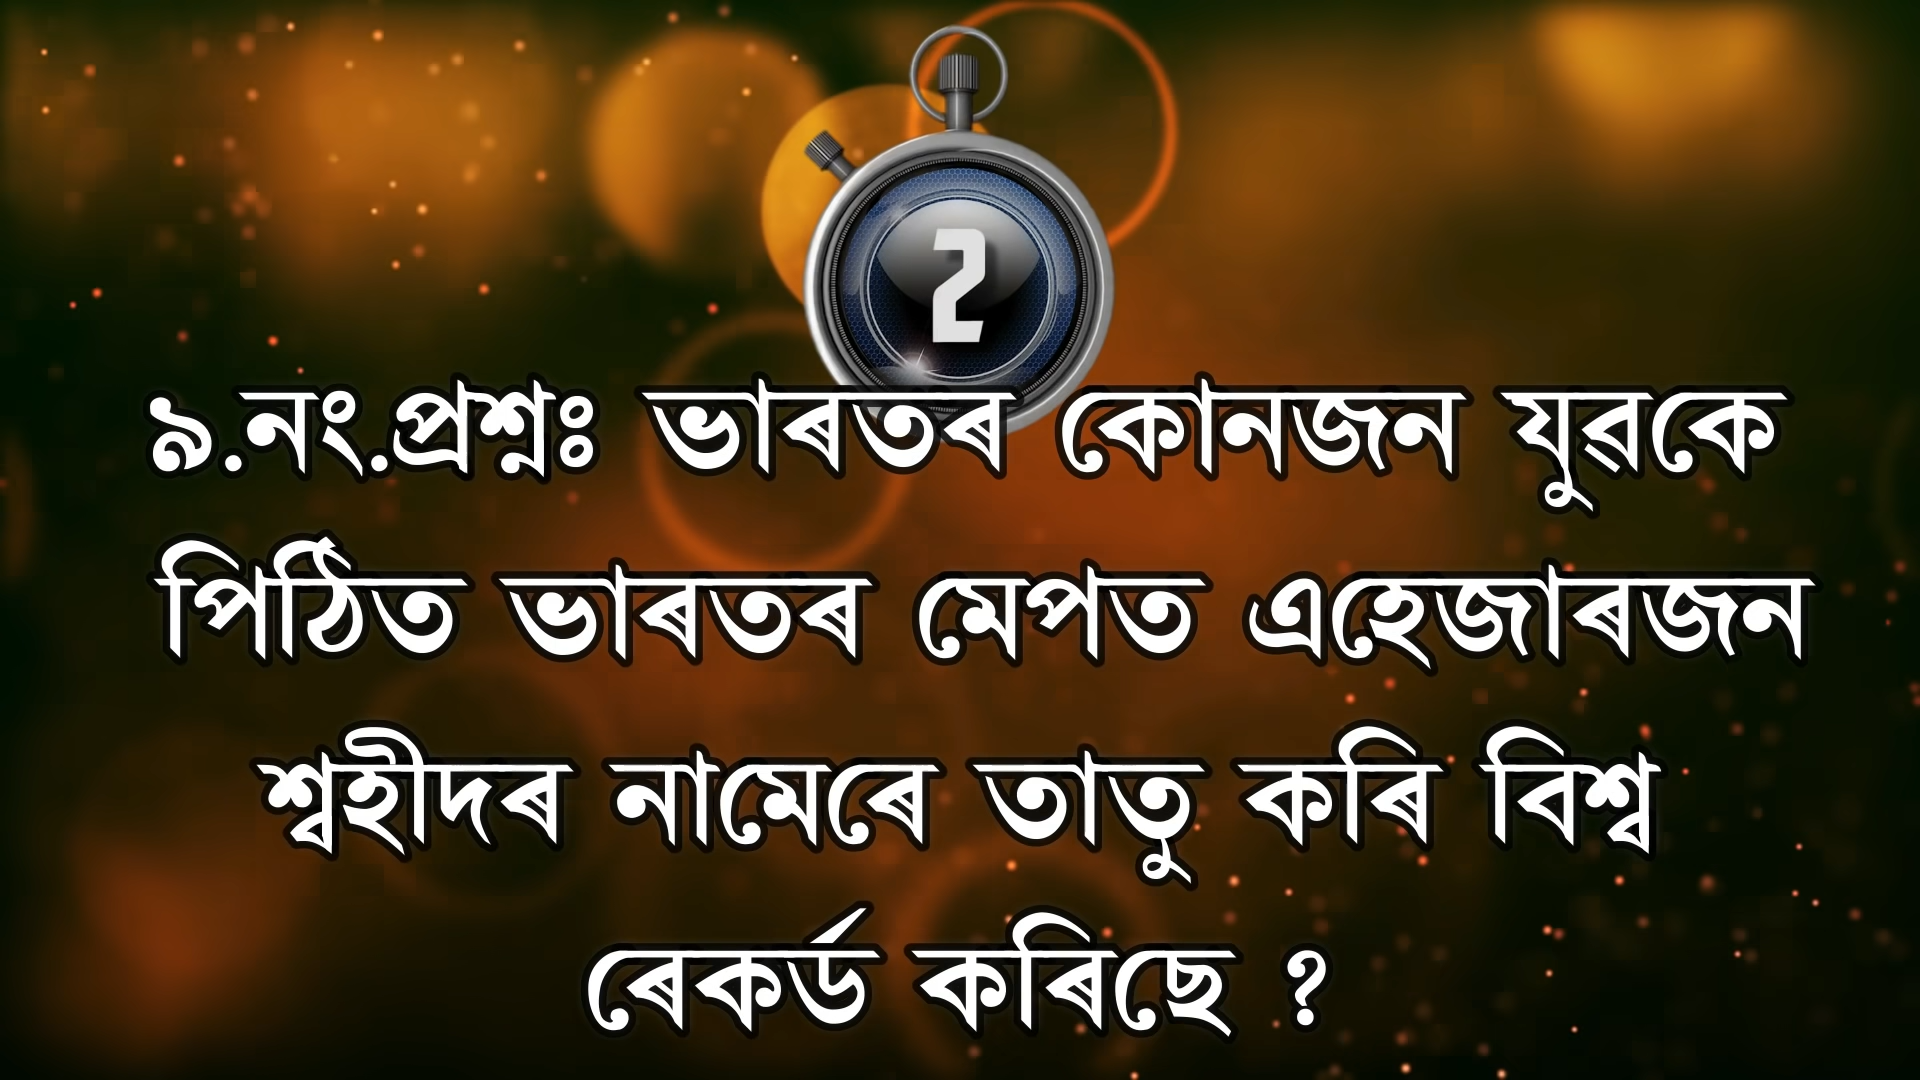 2
৯.নং.প্ৰশ্নঃ ভাৰতৰ কোনজন যুৱকে
পিঠিত ভাৰতৰ মেপত এহেজাৰজন
শ্বহীদৰ নামেৰে তাতু কৰি বিশ্ব
ৰেকৰ্ড কৰিছে ?